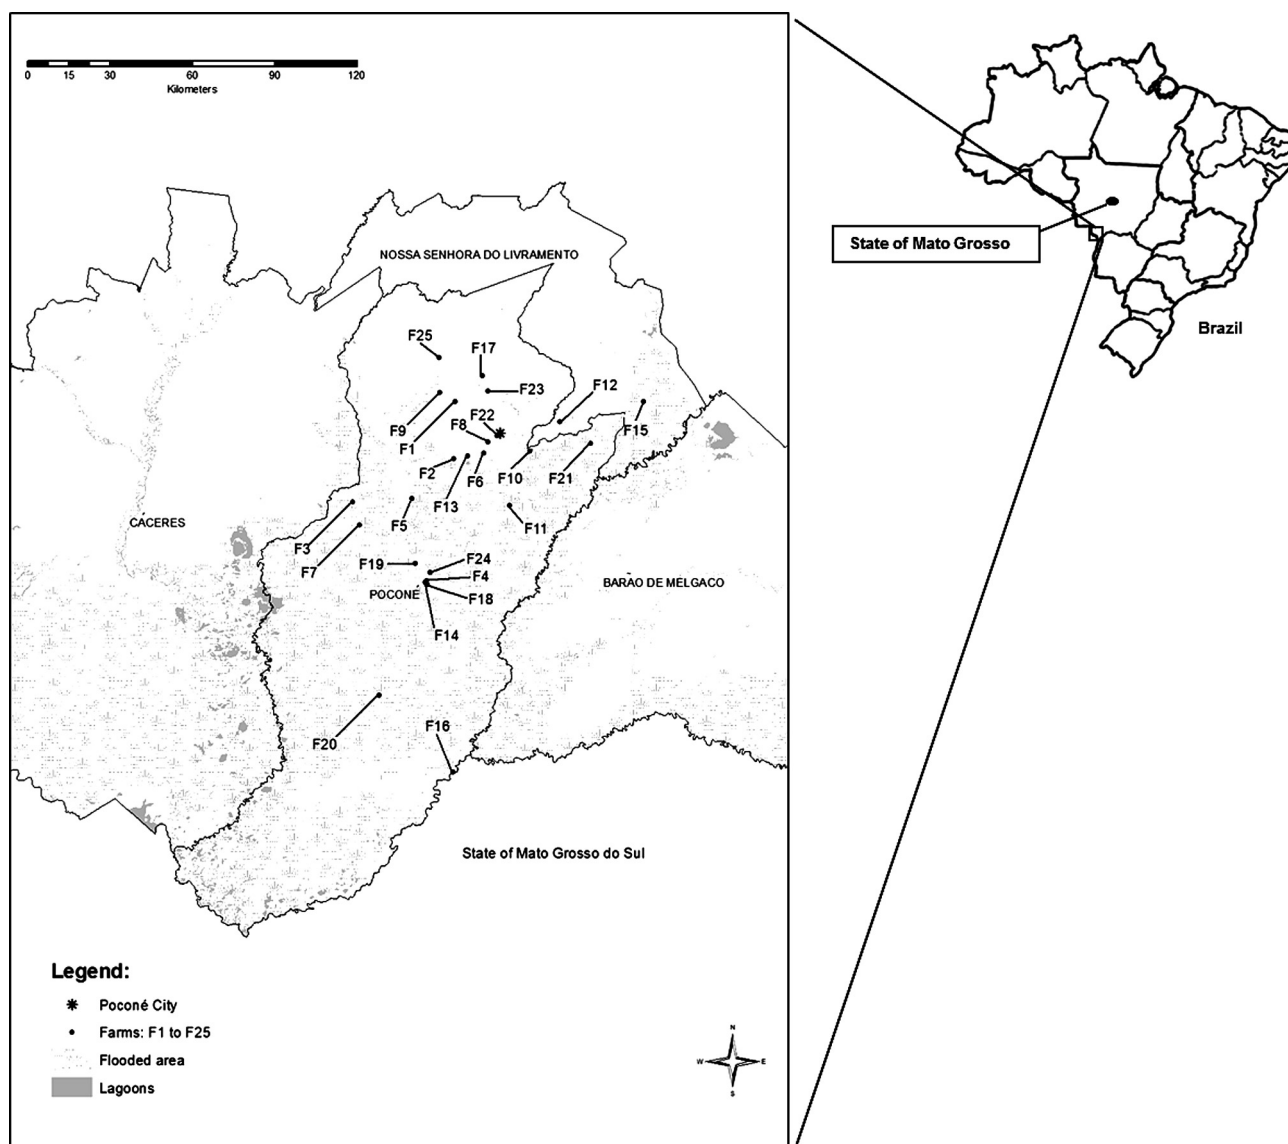 0 15 30 60 90 120
Kilometers
NOSSA SENHORA DO LIVRAMENTO
State of Mato Grosso
Brazil
F25
F17
F23
F12
F9
F1
F8
F22
F15
F2
F13
F6
F10
F21
CÁCERES
F5
F11
F3
F7
F19
F24
F4
POCONÉ
F18
BARÃO DE MELGACO
F14
F20
F16
State of Mato Grosso do Sul
Legend:
Poconé City
Farms: F1 to F25
Flooded area
Lagoons
N
W E
S